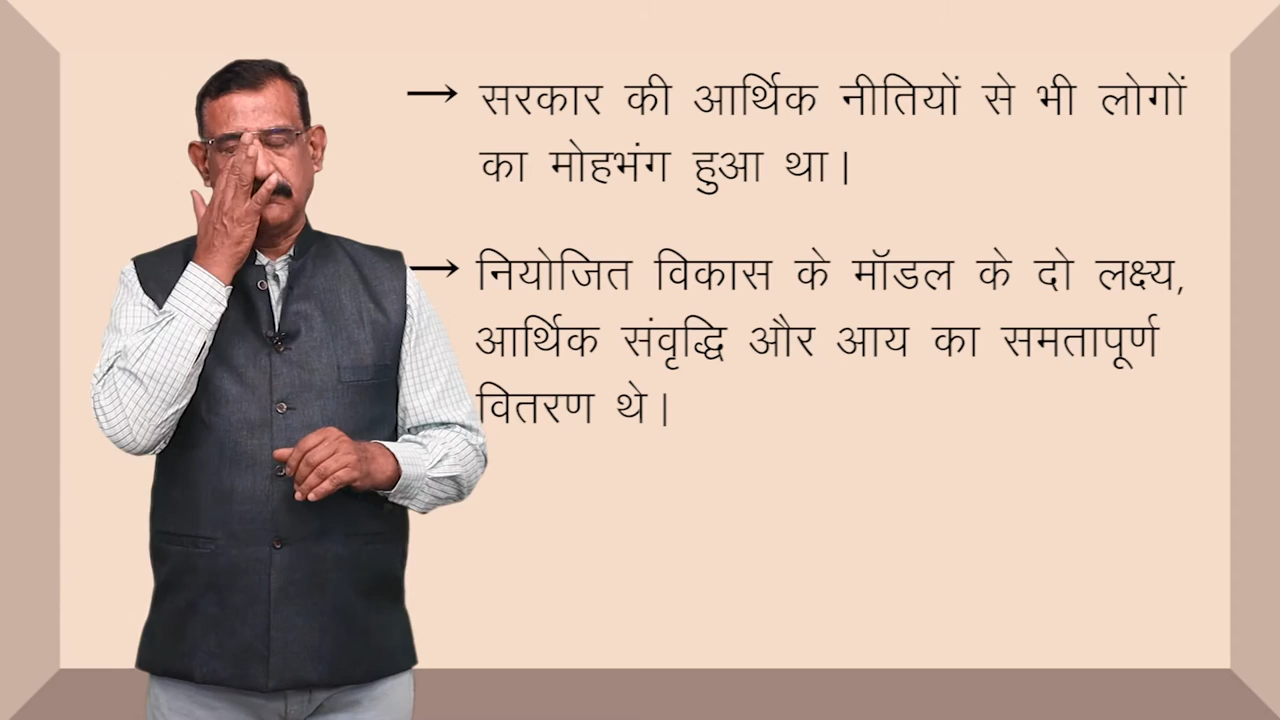 → सरकार की आर्थिक नीतियों से भी लोगों
का मोहभंग हुआ था।
→ नियोजित विकास के मॉडल के दो लक्ष्य,
आर्थिक संवृद्धि और आय का समतापूर्ण
वितरण थे।